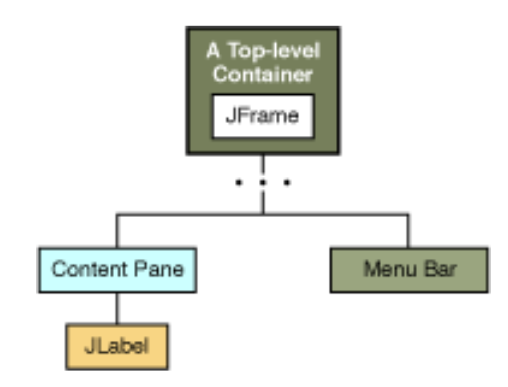 A Top-level
Container
JFrame
. . .
Content Pane
Menu Bar
JLabel